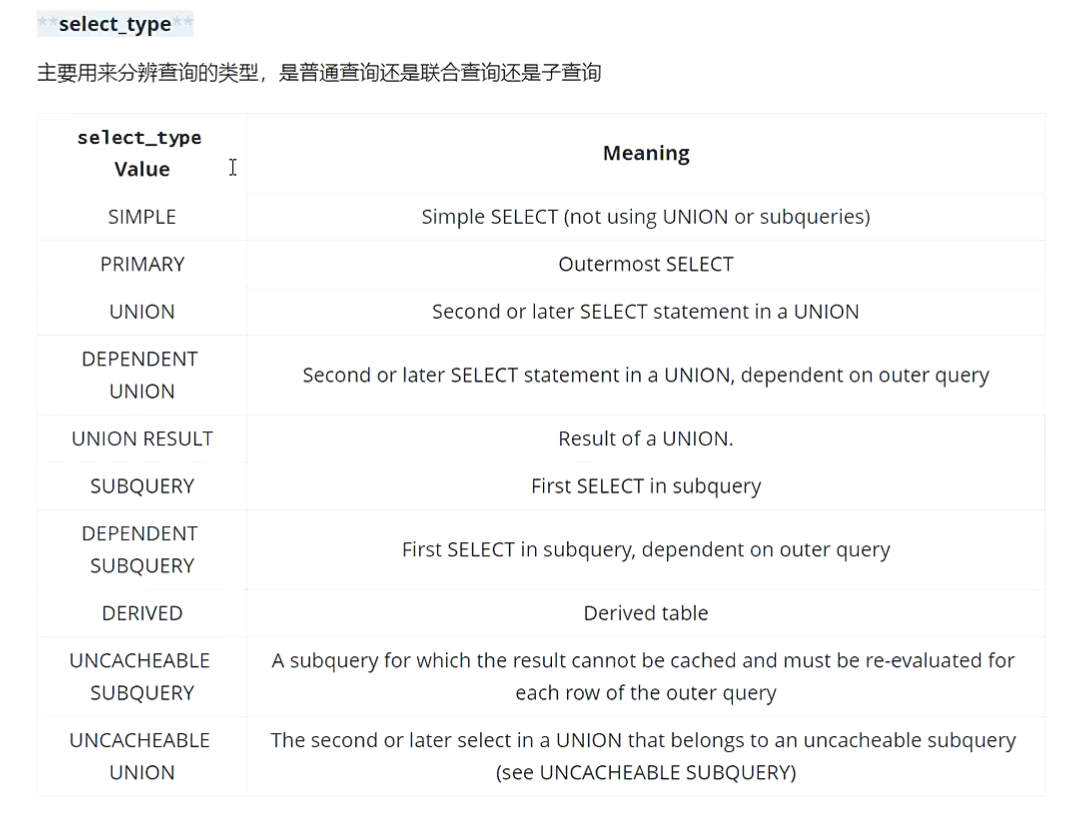 **select_type**
主要用来分辨查询的类型，是普通查询还是联合查询还是子查询
select_type
Value
Meaning
SIMPLE
Simple SELECT (not using UNION or subqueries)
PRIMARY
Outermost SELECT
UNION
Second or later SELECT statement in a UNION
DEPENDENT
UNION
Second or later SELECT statement in a UNION, dependent on outer query
UNION RESULT
Result of a UNION.
SUBQUERY
First SELECT in subquery
DEPENDENT
SUBQUERY
First SELECT in subquery, dependent on outer query
DERIVED
Derived table
UNCACHEABLE
SUBQUERY
A subquery for which the result cannot be cached and must be re-evaluated for
each row of the outer query
UNCACHEABLE
UNION
The second or later select in a UNION that belongs to an uncacheable subquery
(see UNCACHEABLE SUBQUERY)